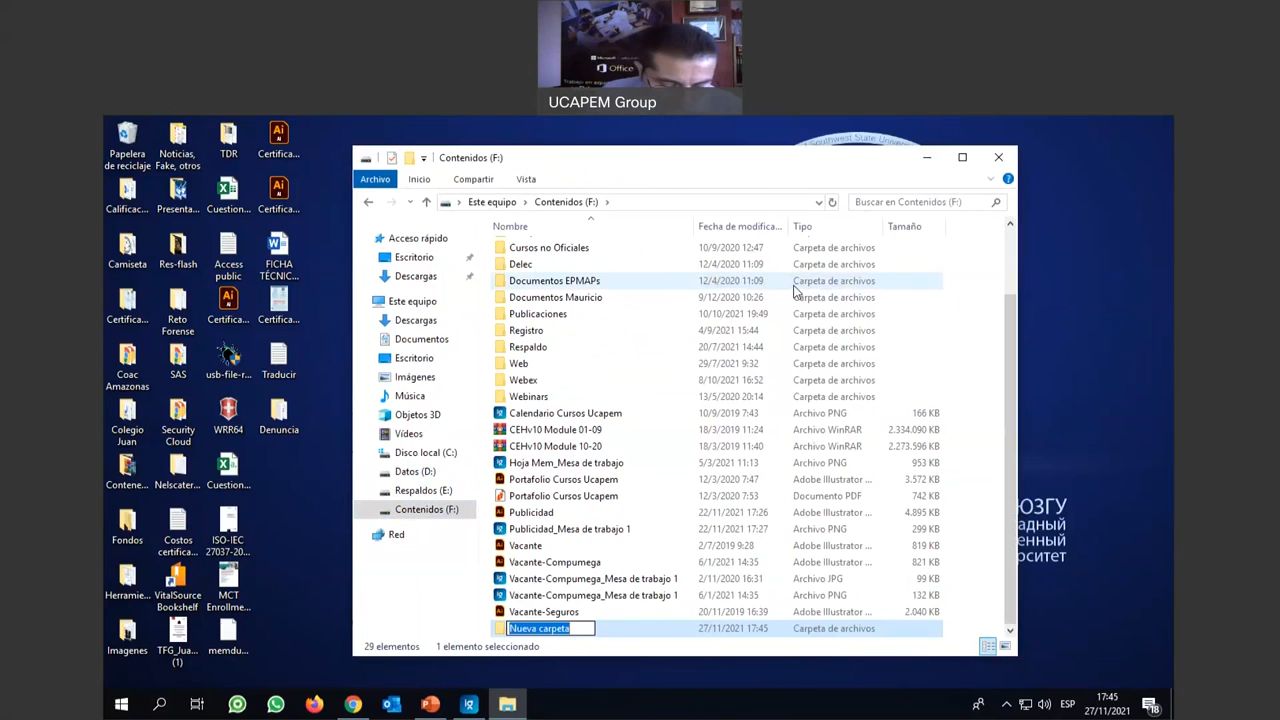 Microsoft
Office
UCAPEM Group
Papelera de reciclaje
Noticias, Fake, otros
TDR
Certifica...
Calificac...
Presenta...
Cuestion...
Certifica...
Camiseta
Res-flash
Access public
FICHA TÉCNIC...
Certific...
Reto Forense
Certifica...
Certifica...
Coac Amazonas
SAS
usb-file-r...
Traducir
Colegio Juan
Security Cloud
WRR64
Denuncia
Contene...
Nelscater...
Cuestion...
Fondos
Costos certifica...
ISO-IEC 27037-20...
Herramie...
VitalSource Bookshelf
MCT Enrollme...
Imagenes
TFG_Jua... (1)
memdu...
Southwest State Univer
ЮЗГУ
адный
енный
рситет
Contenidos (F:)
Archivo Inicio Compartir Vista
Este equipo > Contenidos (F:) >
Buscar en Contenidos (F:)
Nombre Fecha de modifica... Tipo Tamaño
Acceso rápido
Escritorio
Descargas
Este equipo
Descargas
Documentos
Escritorio
Imágenes
Música
Objetos 3D
Vídeos
Disco local (C:)
Datos (D:)
Respaldos (E:)
Contenidos (F:)
Red
Cursos no Oficiales 10/9/2020 12:47 Carpeta de archivos
Delec 12/4/2020 11:09 Carpeta de archivos
Documentos EPMAPs 12/4/2020 11:09 Carpeta de archivos
Documentos Mauricio 9/12/2020 10:26 Carpeta de archivos
Publicaciones 10/10/2021 19:49 Carpeta de archivos
Registro 4/9/2021 15:44 Carpeta de archivos
Respaldo 20/7/2021 14:44 Carpeta de archivos
Web 29/7/2021 9:32 Carpeta de archivos
Webex 8/10/2021 16:52 Carpeta de archivos
Webinars 13/5/2020 20:14 Carpeta de archivos
Calendario Cursos Ucapem 10/9/2019 7:43 Archivo PNG 166 KB
CEHv10 Module 01-09 18/3/2019 11:24 Archivo WinRAR 2.334.090 KB
CEHv10 Module 10-20 18/3/2019 11:40 Archivo WinRAR 2.273.596 KB
Hoja Mem_Mesa de trabajo 5/3/2021 11:13 Archivo PNG 953 KB
Portafolio Cursos Ucapem 12/3/2020 7:47 Adobe Illustrator ... 3.572 KB
Portafolio Cursos Ucapem 12/3/2020 7:53 Documento PDF 742 KB
Publicidad 22/11/2021 17:26 Adobe Illustrator ... 4.895 KB
Publicidad_Mesa de trabajo 1 22/11/2021 17:27 Archivo PNG 299 KB
Vacante 2/7/2019 9:28 Adobe Illustrator ... 819 KB
Vacante-Compumega 6/1/2021 14:35 Adobe Illustrator ... 821 KB
Vacante-Compumega_Mesa de trabajo 1 2/11/2020 16:31 Archivo JPG 99 KB
Vacante-Compumega_Mesa de trabajo 1 6/1/2021 14:35 Archivo PNG 132 KB
Vacante-Seguros 20/11/2019 16:39 Adobe Illustrator ... 2.040 KB
Nueva carpeta 27/11/2021 17:45 Carpeta de archivos
29 elementos 1 elemento seleccionado
ESP
17:45
27/11/2021
18